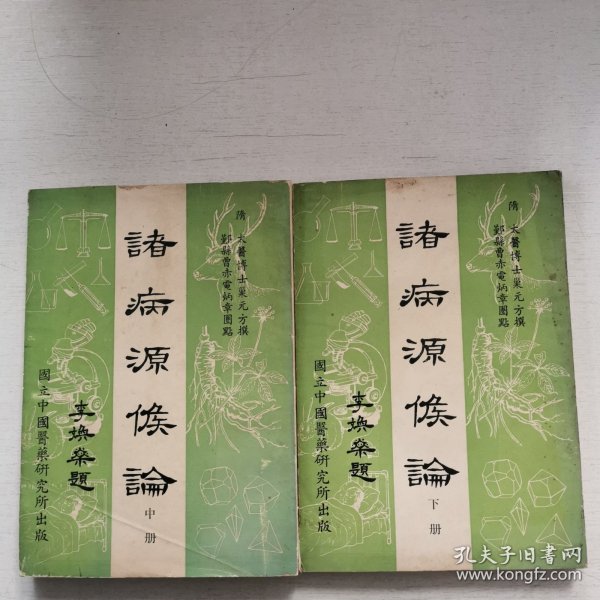 隋 太醫博士巢元方撰
鄞縣曹赤電炳章圈點
諸病源候論
中册
李煥燊題
國立中國醫藥研究所出版
隋 太醫博士巢元方撰
鄞縣曹赤電炳章圈點
諸病源候論
下册
李煥燊題
國立中國醫藥研究所出版
孔夫子旧书网
www.kongfz.com